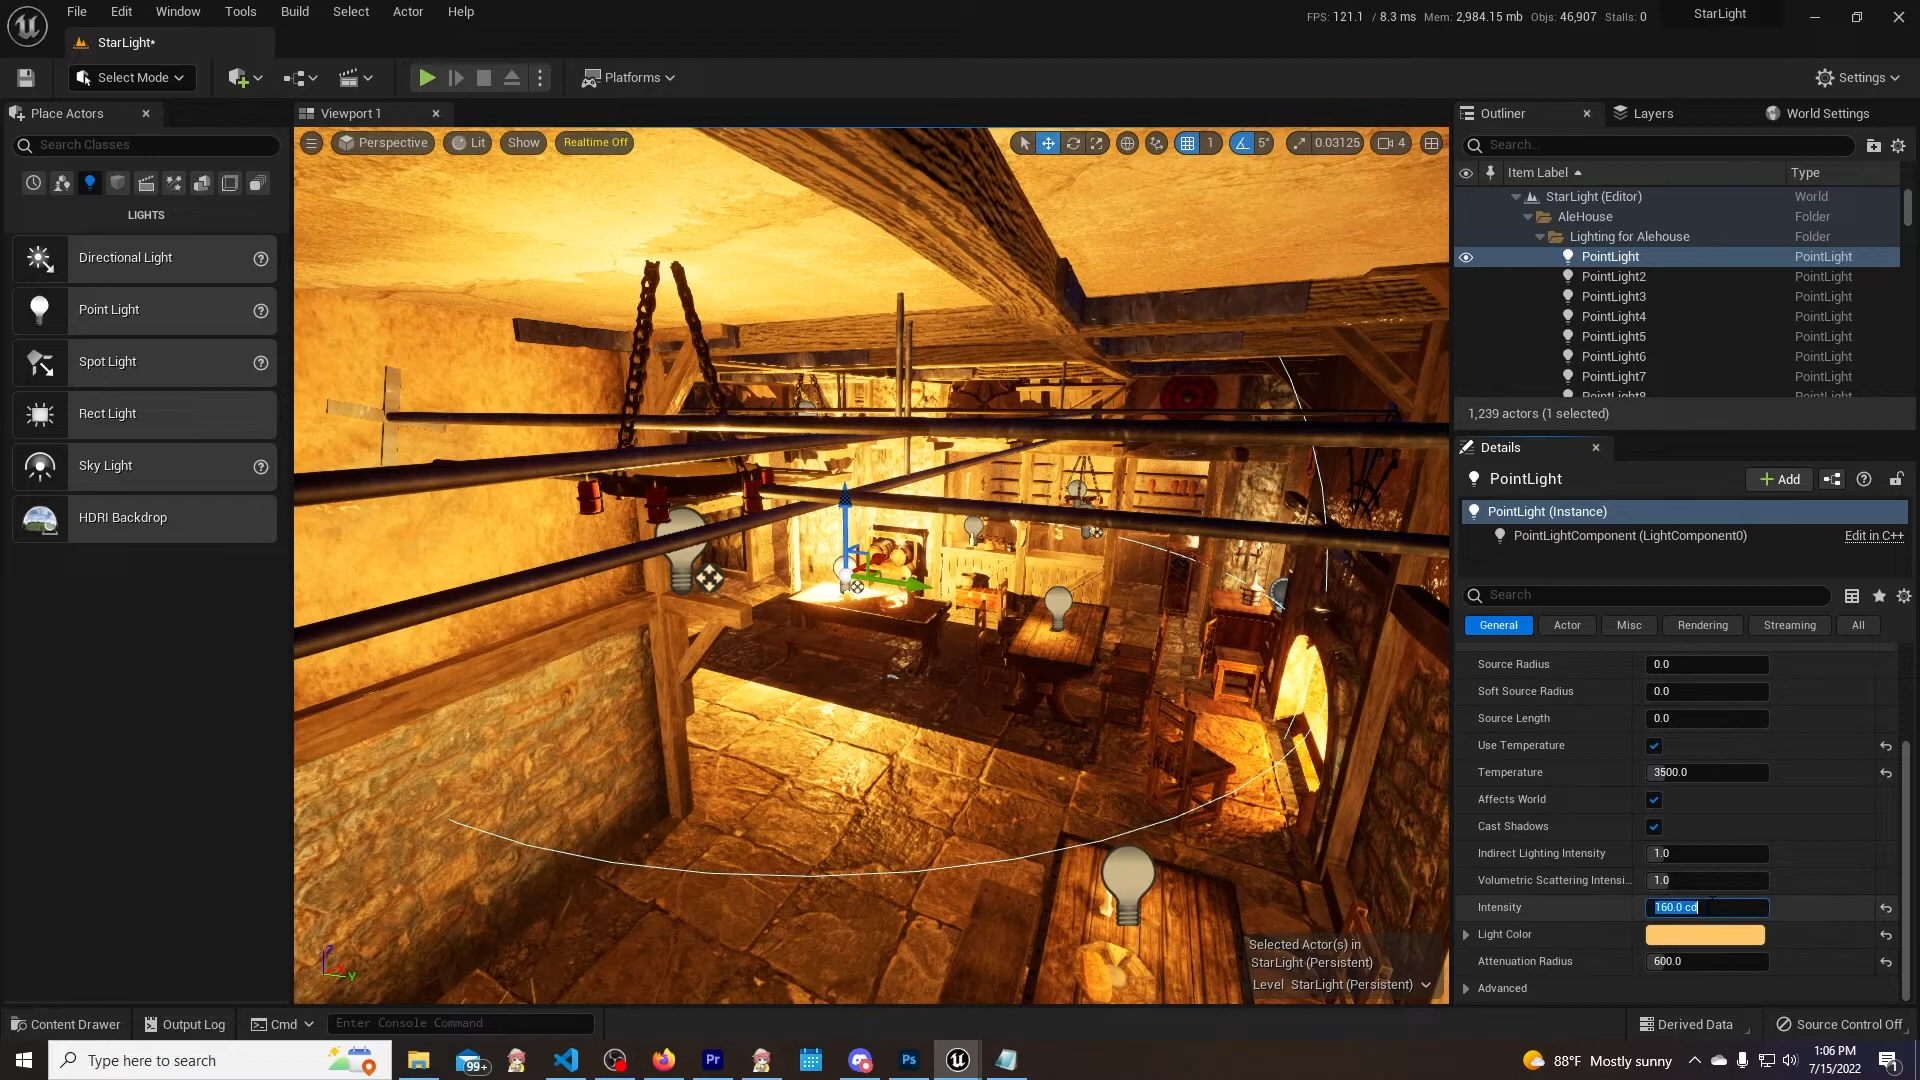 File Edit Window Tools Build Select Actor Help
FPS: 121.1 / 8.3 ms Mem: 2,984.15 mb Objs: 46,907 Stalls: 0
StarLight
StarLight*
Select Mode
Platforms
Settings
Place Actors
Search Classes
LIGHTS
Directional Light
Point Light
Spot Light
Rect Light
Sky Light
HDRI Backdrop
Viewport 1
Perspective Lit Show Realtime Off
1 5° 0.03125 4
Selected Actor(s) in
StarLight (Persistent)
Level StarLight (Persistent)
Outliner Layers World Settings
Search...
Item Label Type
StarLight (Editor) World
AleHouse Folder
Lighting for Alehouse Folder
PointLight PointLight
PointLight2 PointLight
PointLight3 PointLight
PointLight4 PointLight
PointLight5 PointLight
PointLight6 PointLight
PointLight7 PointLight
PointLight8 PointLight
1,239 actors (1 selected)
Details
PointLight
Add
PointLight (Instance)
PointLightComponent (LightComponent0) Edit in C++
Search
General Actor Misc Rendering Streaming All
Source Radius 0.0
Soft Source Radius 0.0
Source Length 0.0
Use Temperature
Temperature 3500.0
Affects World
Cast Shadows
Indirect Lighting Intensity 1.0
Volumetric Scattering Intensi... 1.0
Intensity 160.0 cd
Light Color
Attenuation Radius 600.0
Advanced
Content Drawer Output Log Cmd Enter Console Command
Derived Data Source Control Off
Type here to search
99+
Pr
Ps
88°F Mostly sunny
1:06 PM
7/15/2022
1